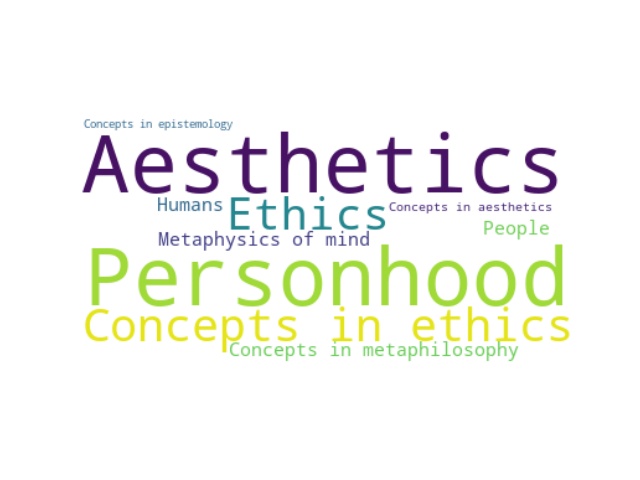 Concepts in epistemology
Aesthetics
Humans
Ethics
Concepts in aesthetics
People
Metaphysics of mind
Personhood
Concepts in ethics
Concepts in metaphilosophy